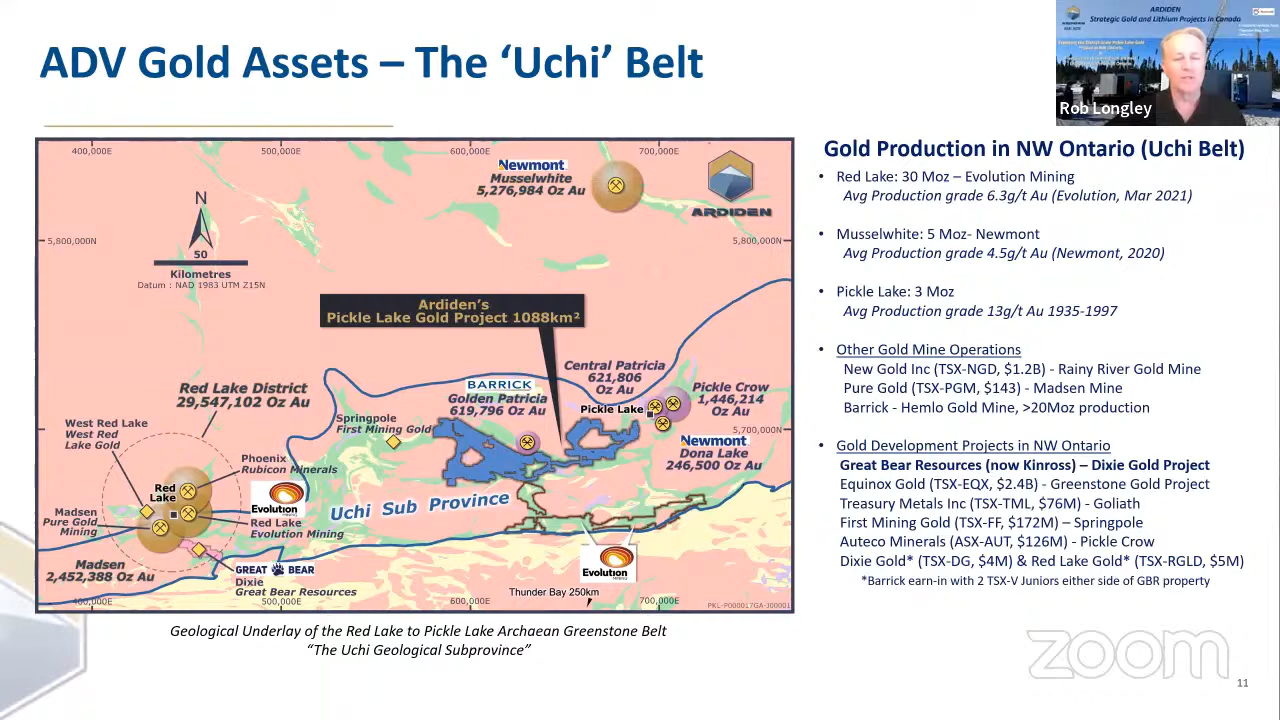 ADV Gold Assets – The 'Uchi' Belt
ARDIDEN
Strategic Gold and Lithium Projects in Canada
Rob Longley
400,000E
500,000E
600,000E
700,000E
Newmont
Musselwhite
5,276,984 Oz Au
ARDIDEN
N
5,800,000N
5,800,000N
50
Kilometres
Datum : NAD 1983 UTM Z15N
Ardiden's
Pickle Lake Gold Project 1088km²
Central Patricia
621,806
Oz Au
Red Lake District
29,547,102 Oz Au
BARRICK
Golden Patricia
619,796 Oz Au
Pickle Lake
Pickle Crow
1,446,214
Oz Au
Springpole
First Mining Gold
West Red Lake
West Red
Lake Gold
5,700,000N
Newmont
Dona Lake
246,500 Oz Au
Phoenix
Rubicon Minerals
Red
Lake
Evolution
MINING
Uchi Sub Province
Madsen
Pure Gold
Mining
Red Lake
Evolution Mining
Madsen
2,452,388 Oz Au
GREAT BEAR
Dixie
Great Bear Resources
Evolution
MINING
Thunder Bay 250km
400,000E
500,000E
600,000E
700,000E
PKL-P000017GA-J00001
Geological Underlay of the Red Lake to Pickle Lake Archaean Greenstone Belt
“The Uchi Geological Subprovince”
Gold Production in NW Ontario (Uchi Belt)
• Red Lake: 30 Moz – Evolution Mining
Avg Production grade 6.3g/t Au (Evolution, Mar 2021)
• Musselwhite: 5 Moz- Newmont
Avg Production grade 4.5g/t Au (Newmont, 2020)
• Pickle Lake: 3 Moz
Avg Production grade 13g/t Au 1935-1997
• Other Gold Mine Operations
New Gold Inc (TSX-NGD, $1.2B) - Rainy River Gold Mine
Pure Gold (TSX-PGM, $143) - Madsen Mine
Barrick - Hemlo Gold Mine, >20Moz production
• Gold Development Projects in NW Ontario
Great Bear Resources (now Kinross) – Dixie Gold Project
Equinox Gold (TSX-EQX, $2.4B) - Greenstone Gold Project
Treasury Metals Inc (TSX-TML, $76M) - Goliath
First Mining Gold (TSX-FF, $172M) – Springpole
Auteco Minerals (ASX-AUT, $126M) - Pickle Crow
Dixie Gold* (TSX-DG, $4M) & Red Lake Gold* (TSX-RGLD, $5M)
*Barrick earn-in with 2 TSX-V Juniors either side of GBR property
zoom
11